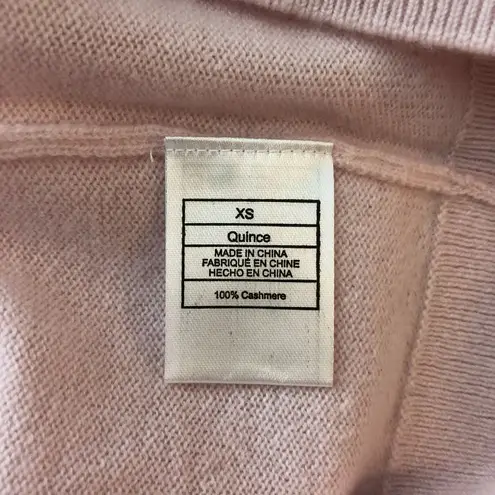 XS
Quince
MADE IN CHINA
FABRIQUÉ EN CHINE
HECHO EN CHINA
100% Cashmere